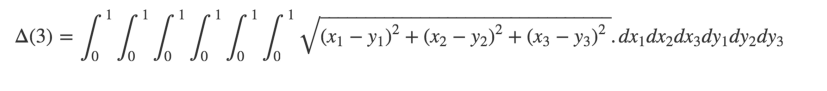 Δ(3) = ∫₀¹ ∫₀¹ ∫₀¹ ∫₀¹ ∫₀¹ ∫₀¹ √((x₁ − y₁)² + (x₂ − y₂)² + (x₃ − y₃)²) . dx₁dx₂dx₃dy₁dy₂dy₃